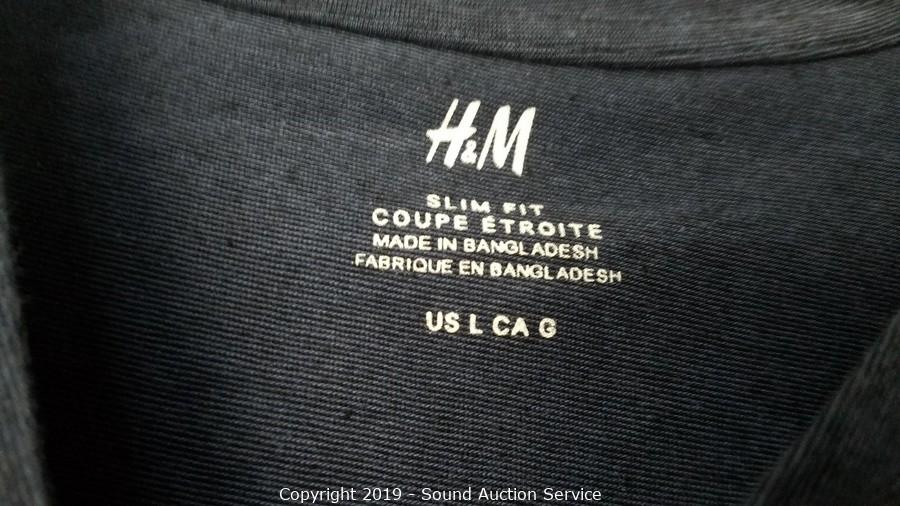 H&M
SLIM FIT
COUPE ÉTROITE
MADE IN BANGLADESH
FABRIQUE EN BANGLADESH
US L CA G
Copyright 2019 - Sound Auction Service